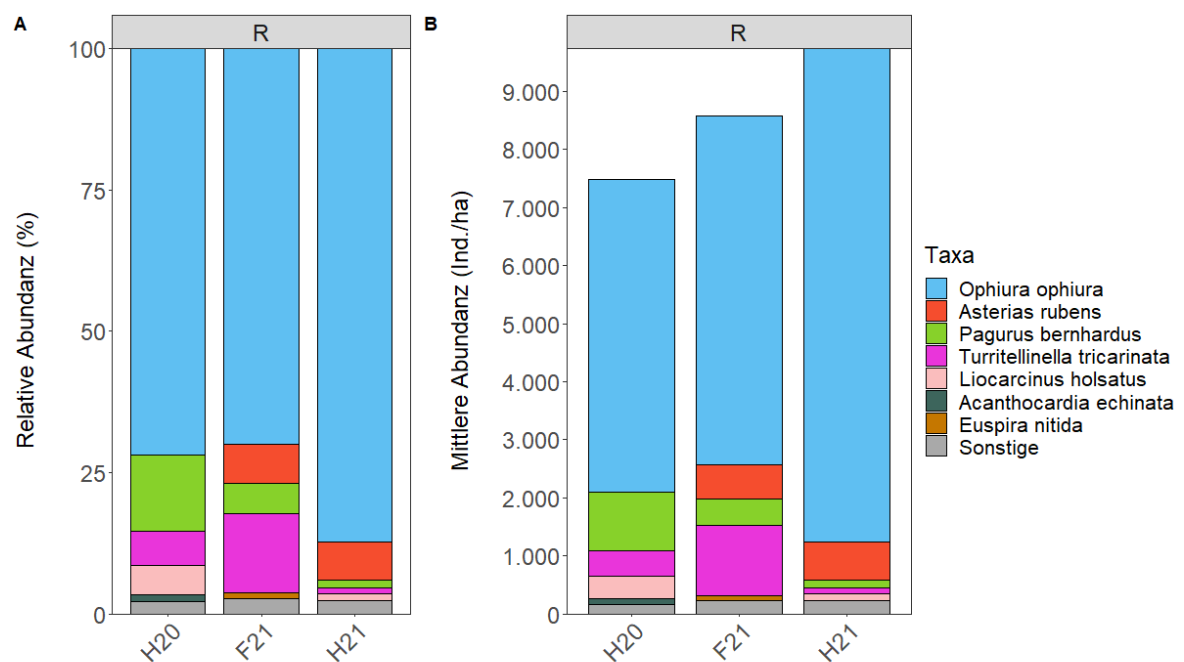 A
R
Relative Abundanz (%)
100
75
50
25
0
H20
F21
H21
B
R
Mittlere Abundanz (Ind./ha)
9.000
8.000
7.000
6.000
5.000
4.000
3.000
2.000
1.000
0
H20
F21
H21
Taxa
Ophiura ophiura
Asterias rubens
Pagurus bernhardus
Turritellinella tricarinata
Liocarcinus holsatus
Acanthocardia echinata
Euspira nitida
Sonstige